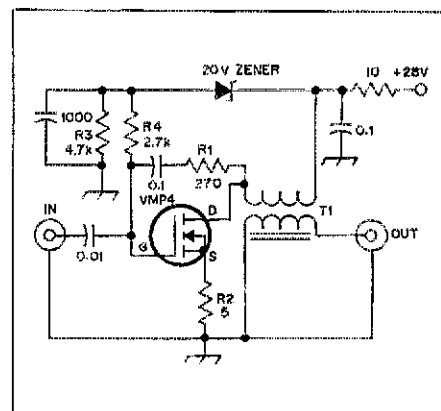 20V ZENER
10 +28V
1000
R3
4.7k
R4
2.7k
R1
0.1
270
0.1
VMP4
IN
D
T1
OUT
G
S
0.01
R2
5